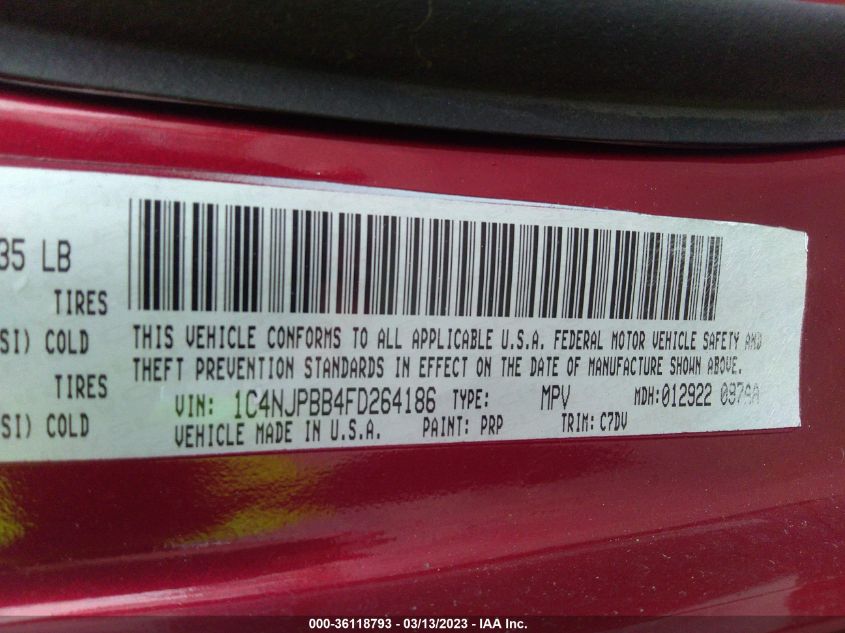 35 LB
TIRES
SI) COLD
TIRES
SI) COLD
THIS VEHICLE CONFORMS TO ALL APPLICABLE U.S.A. FEDERAL MOTOR VEHICLE SAFETY AND
THEFT PREVENTION STANDARDS IN EFFECT ON THE DATE OF MANUFACTURE SHOWN ABOVE.
VIN: 1C4NJPBB4FD264186 TYPE: MPV MDH:012922
VEHICLE MADE IN U.S.A. PAINT: PRP TRIM: C7DV
000-36118793 - 03/13/2023 - IAA Inc.